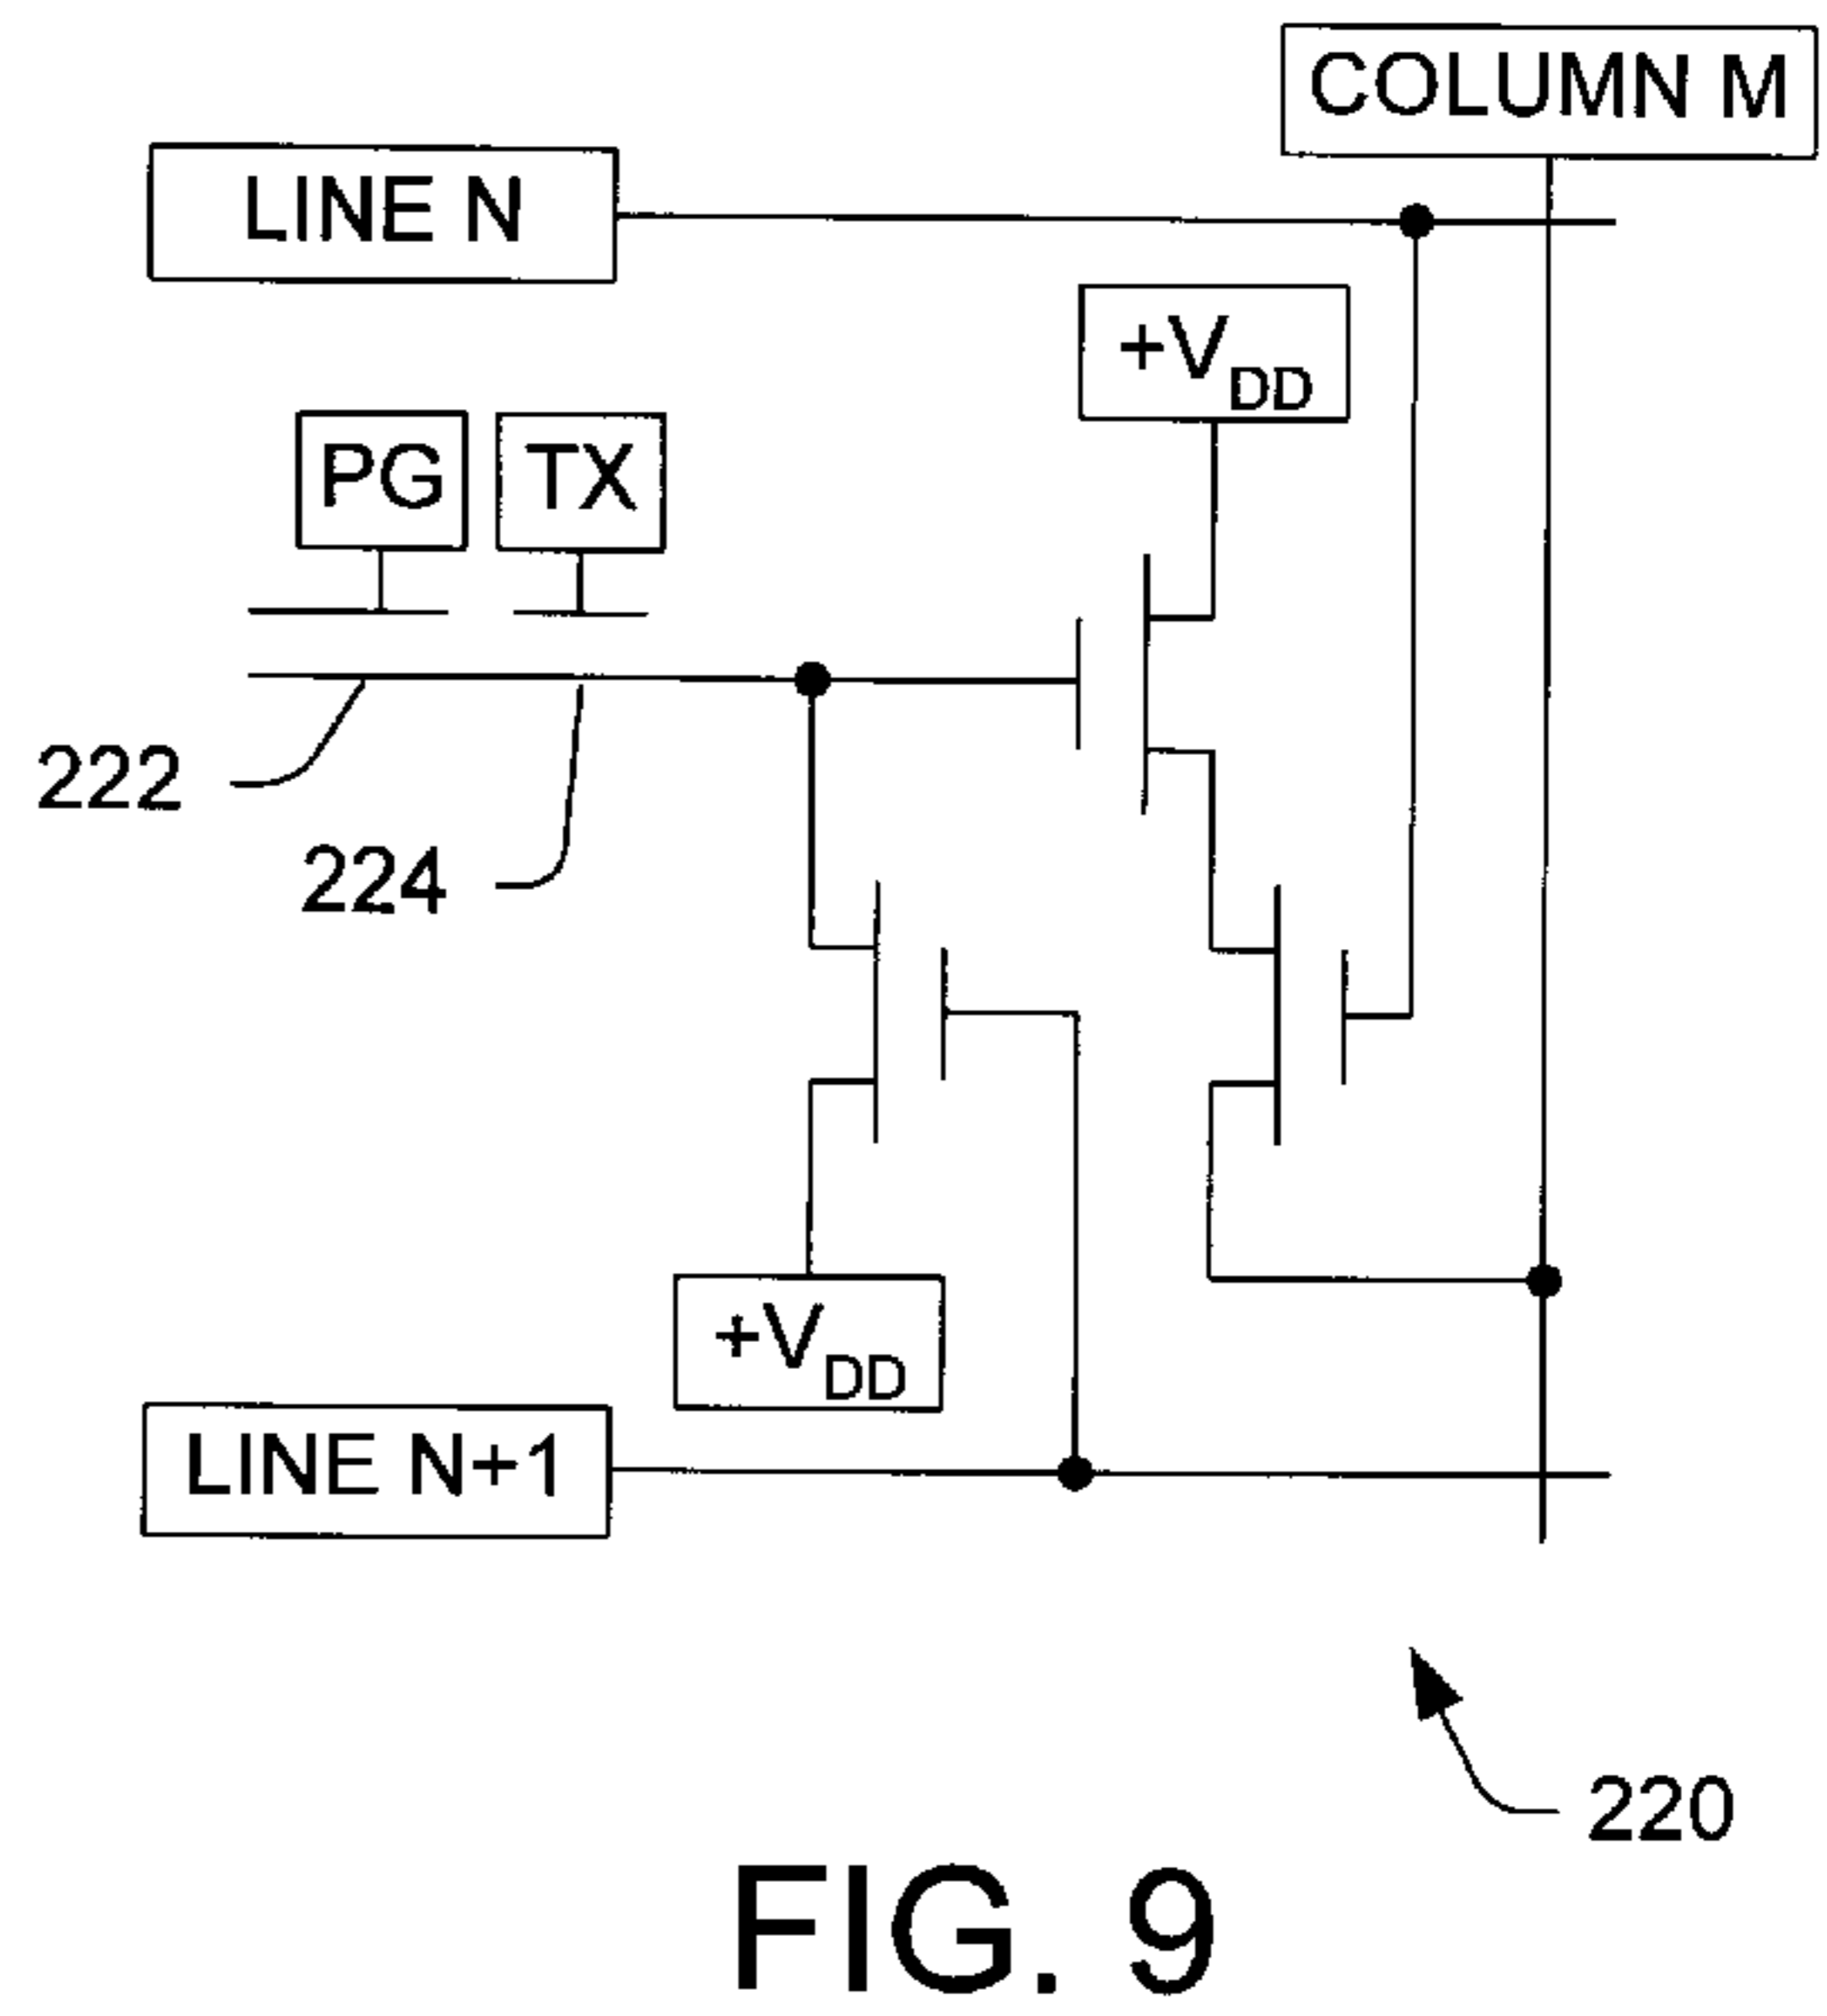 COLUMN M
LINE N
+VDD
PG
TX
222
224
+VDD
LINE N+1
220
FIG. 9